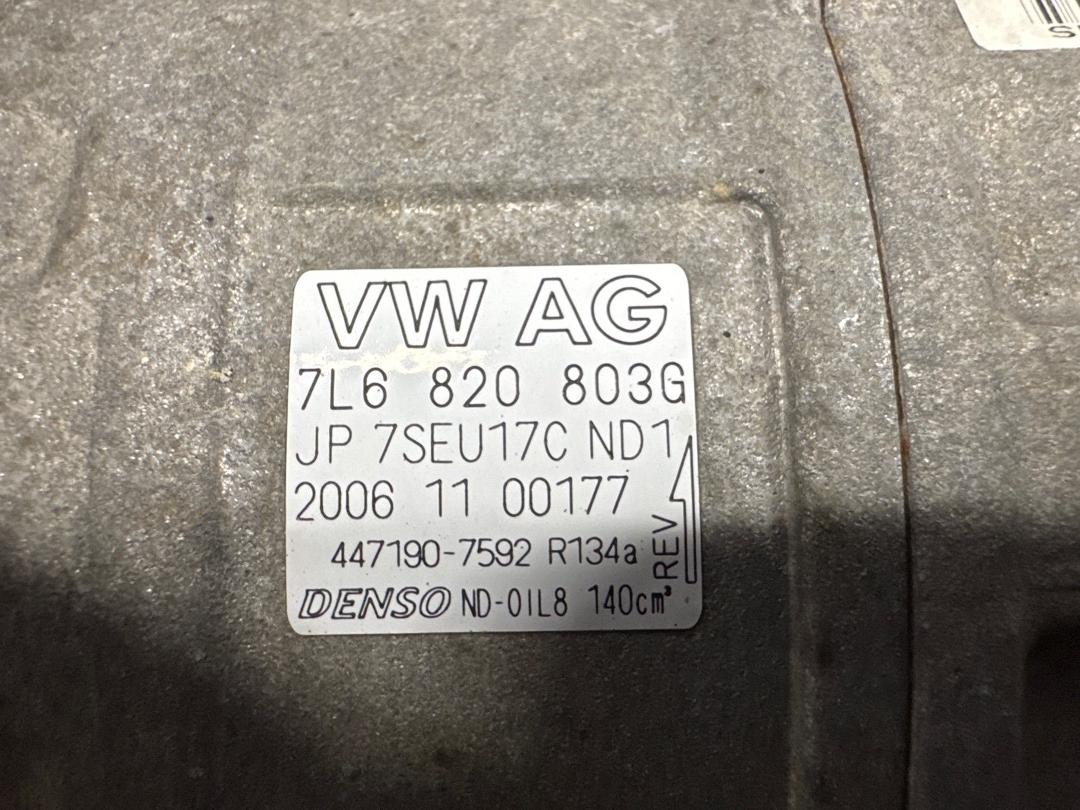 VW AG
7L6 820 803G
JP 7SEU17C ND1
2006 11 00177
447190-7592 R134a
REV
DENSO ND-OIL8 140cm³